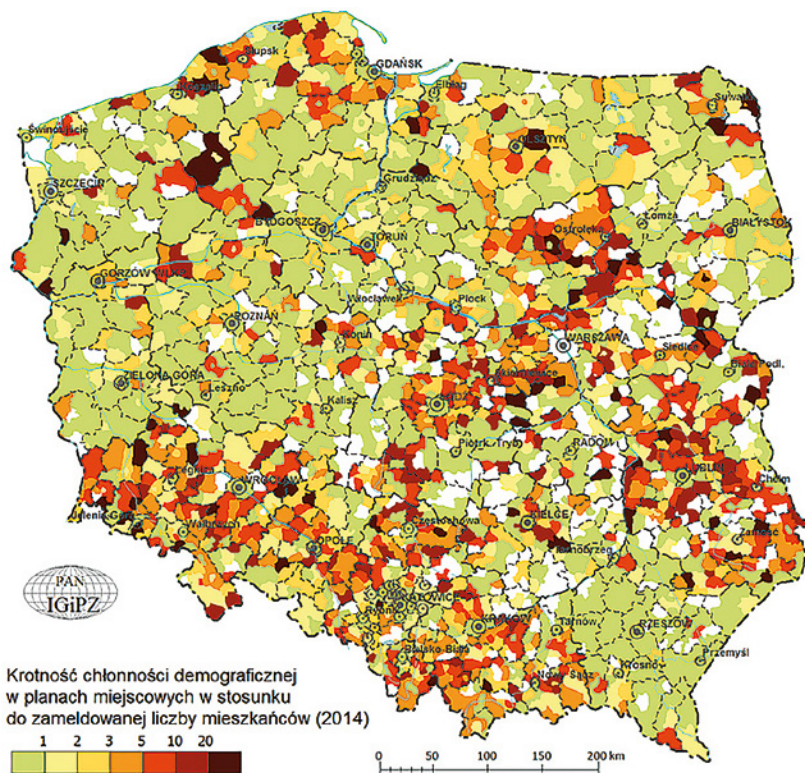 Słupsk
GDAŃSK
Koszalin
Elbląg
Suwałki
Świnoujście
OLSZTYN
SZCZECIN
Grudziądz
Łomża
Ostrołęka
BIAŁYSTOK
BYDGOSZCZ
TORUŃ
GORZÓW WLKP.
Włocławek
Płock
POZNAŃ
WARSZAWA
Konin
Siedlce
Biała Podl.
Skierniewice
ZIELONA GÓRA
Leszno
ŁÓDŹ
Kalisz
Piotrk. Tryb.
RADOM
Legnica
WROCŁAW
LUBLIN
Chełm
Jelenia Góra
Wałbrzych
Częstochowa
KIELCE
Zamość
OPOLE
Tarnobrzeg
PAN
IGiPZ
KATOWICE
Rybnik
KRAKÓW
Tarnów
RZESZÓW
Przemyśl
Bielsko-Biała
Krosno
Nowy Sącz
Krotność chłonności demograficznej
w planach miejscowych w stosunku
do zameldowanej liczby mieszkańców (2014)
1 2 3 5 10 20
0 50 100 150 200 km